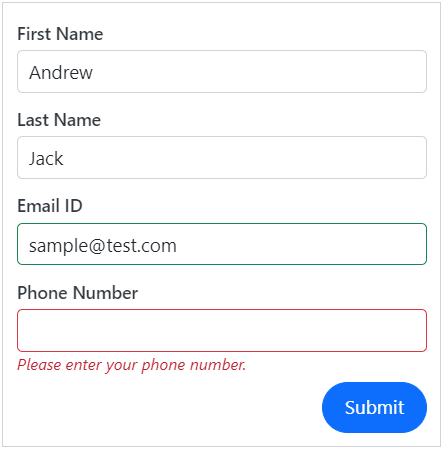 First Name
Andrew
Last Name
Jack
Email ID
sample@test.com
Phone Number
Please enter your phone number.
Submit